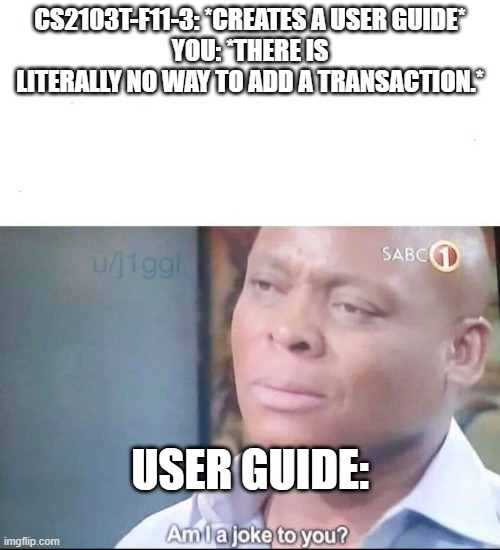 CS2103T-F11-3: *CREATES A USER GUIDE*
YOU: *THERE IS
LITERALLY NO WAY TO ADD A TRANSACTION.*
u/j1ggl
SABC 1
USER GUIDE:
Am I a joke to you?
imgflip.com